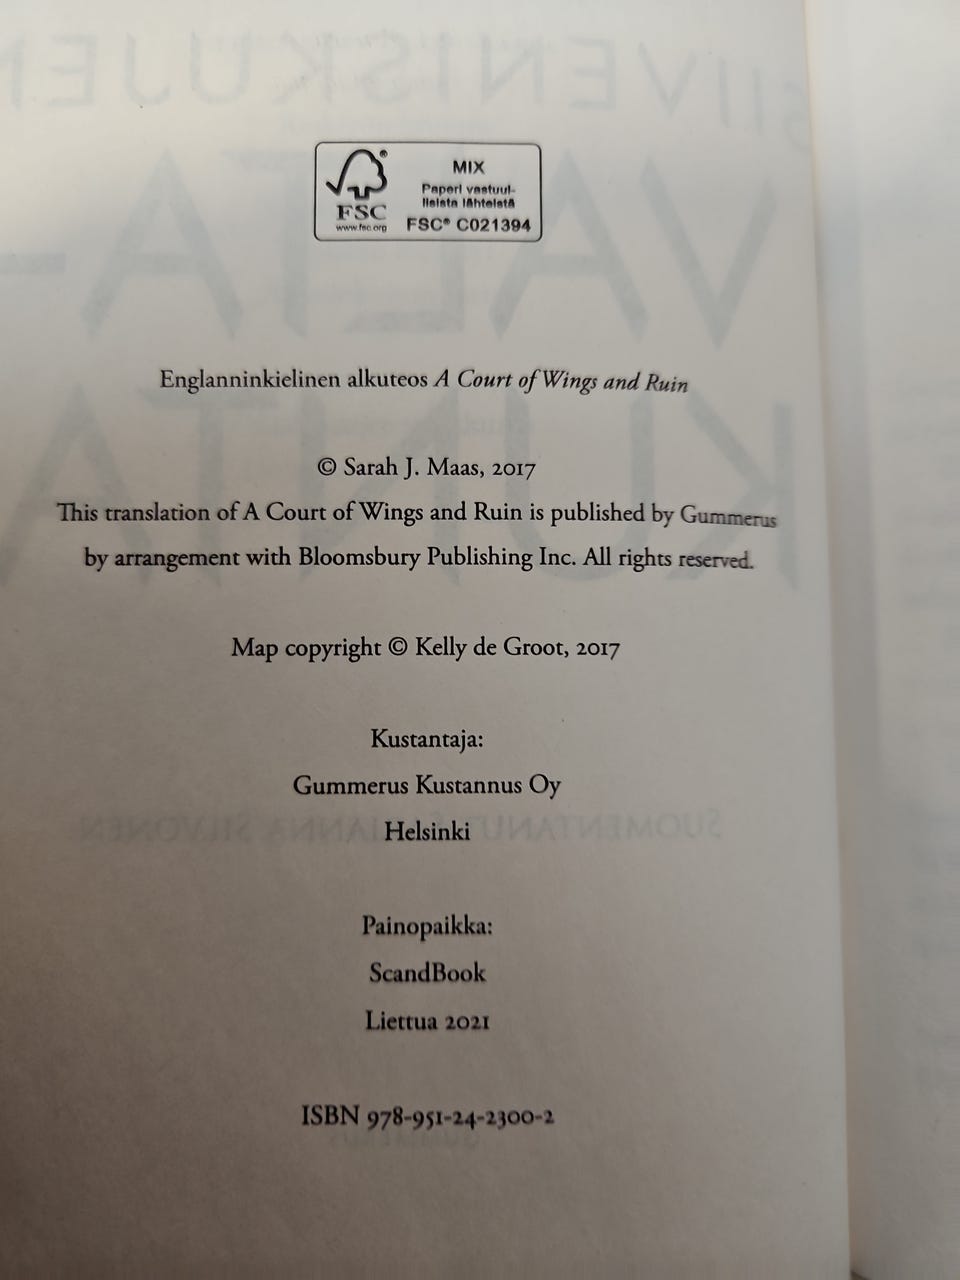 MIX
Paperi vastuul-
lisista lähteistä
FSC® C021394
FSC
www.fsc.org
Englanninkielinen alkuteos A Court of Wings and Ruin
© Sarah J. Maas, 2017
This translation of A Court of Wings and Ruin is published by Gummerus
by arrangement with Bloomsbury Publishing Inc. All rights reserved.
Map copyright © Kelly de Groot, 2017
Kustantaja:
Gummerus Kustannus Oy
Helsinki
Painopaikka:
ScandBook
Liettua 2021
ISBN 978-951-24-2300-2